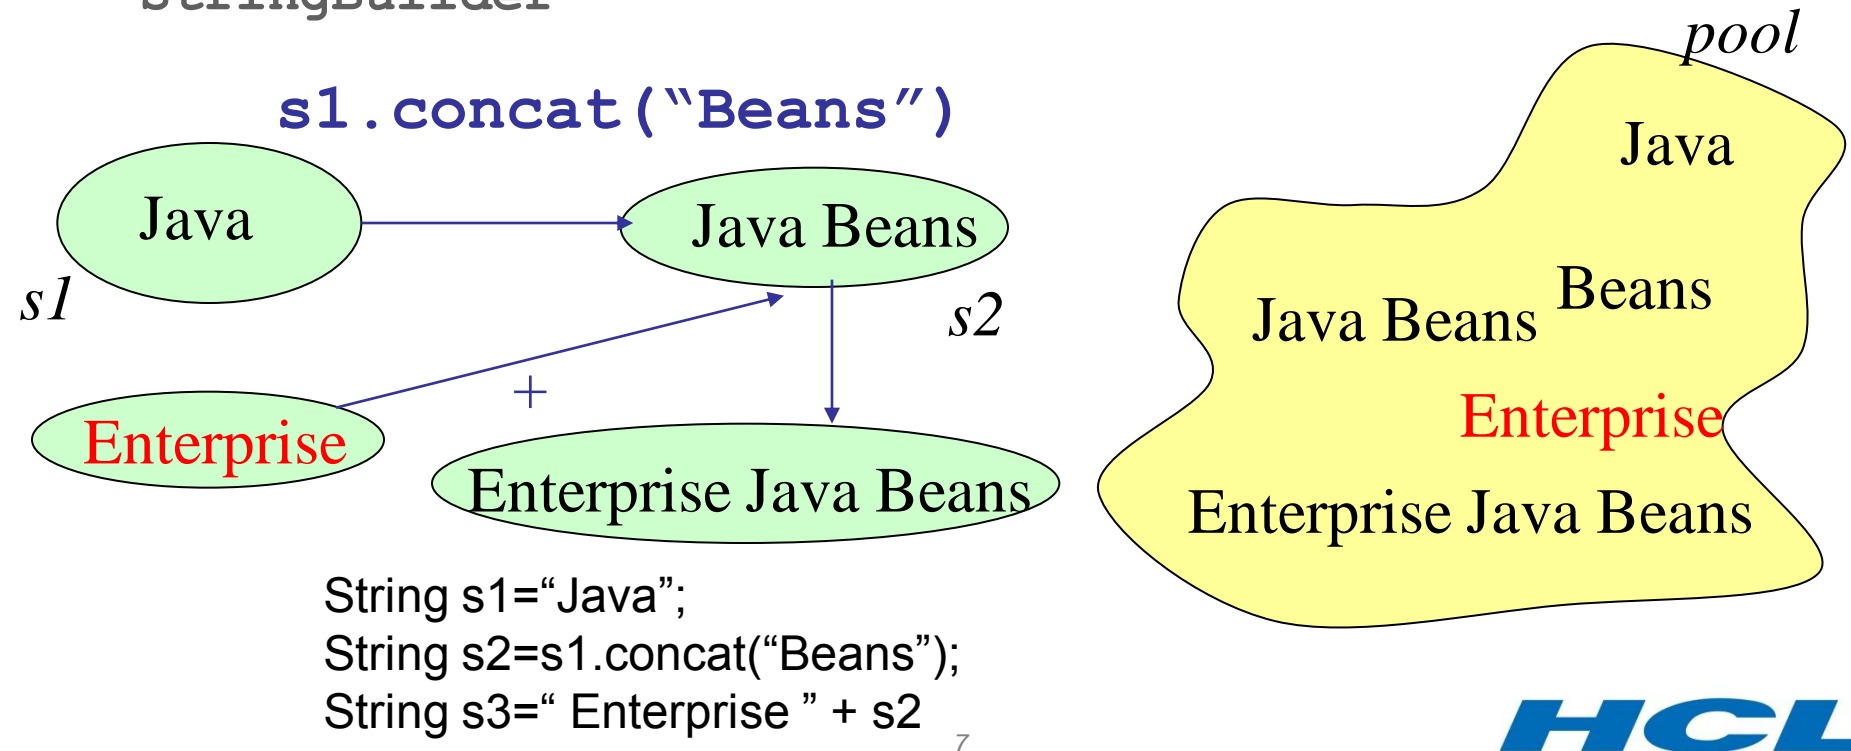 StringBuilder
s1.concat(“Beans”)
Java
Java Beans
s1
s2
+
Enterprise
Enterprise Java Beans
String s1=“Java”;
String s2=s1.concat(“Beans”);
String s3=“ Enterprise ” + s2
pool
Java
Beans
Java Beans
Enterprise
Enterprise Java Beans
7
HCL